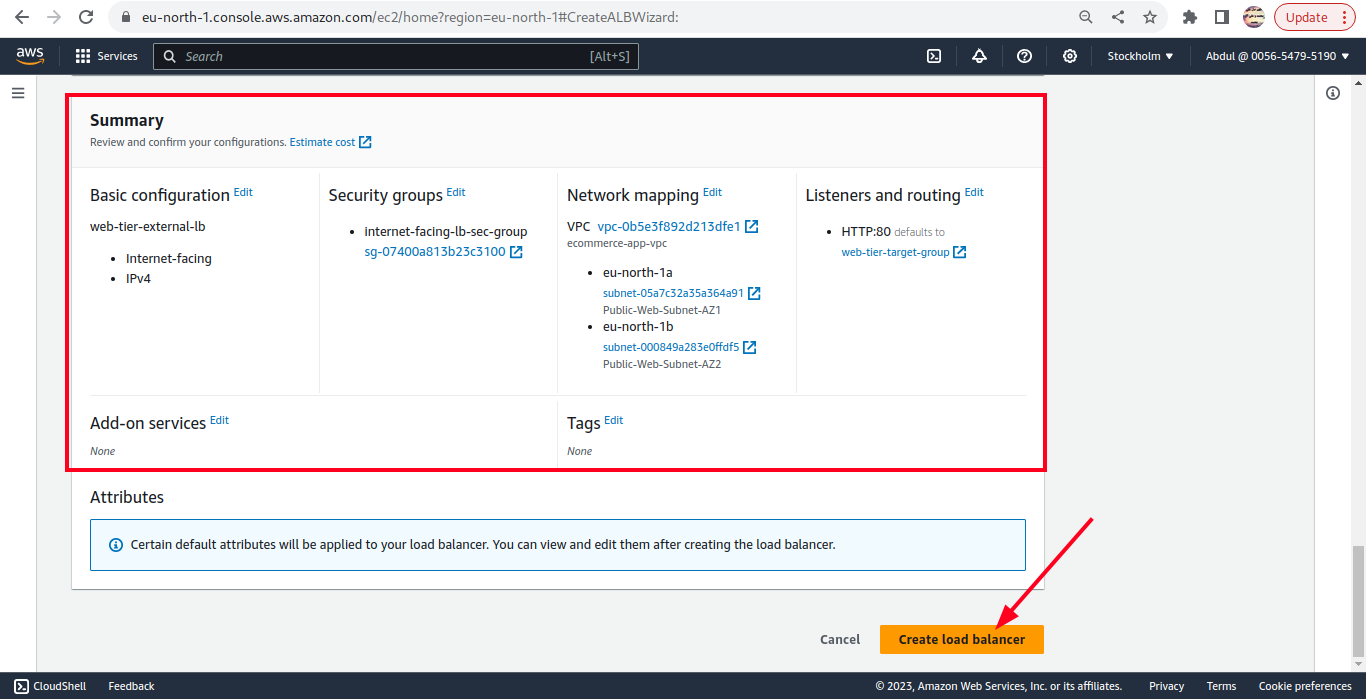 eu-north-1.console.aws.amazon.com/ec2/home?region=eu-north-1#CreateALBWizard:
Update
aws
Services
Search
[Alt+S]
Stockholm
Abdul @ 0056-5479-5190
Summary
Review and confirm your configurations. Estimate cost
Basic configuration Edit
web-tier-external-lb
• Internet-facing
• IPv4
Security groups Edit
• internet-facing-lb-sec-group
sg-07400a813b23c3100
Network mapping Edit
VPC vpc-0b5e3f892d213dfe1
ecommerce-app-vpc
• eu-north-1a
subnet-05a7c32a35a364a91
Public-Web-Subnet-AZ1
• eu-north-1b
subnet-000849a283e0ffdf5
Public-Web-Subnet-AZ2
Listeners and routing Edit
• HTTP:80 defaults to
web-tier-target-group
Add-on services Edit
None
Tags Edit
None
Attributes
Certain default attributes will be applied to your load balancer. You can view and edit them after creating the load balancer.
Cancel
Create load balancer
CloudShell
Feedback
© 2023, Amazon Web Services, Inc. or its affiliates.
Privacy
Terms
Cookie preferences